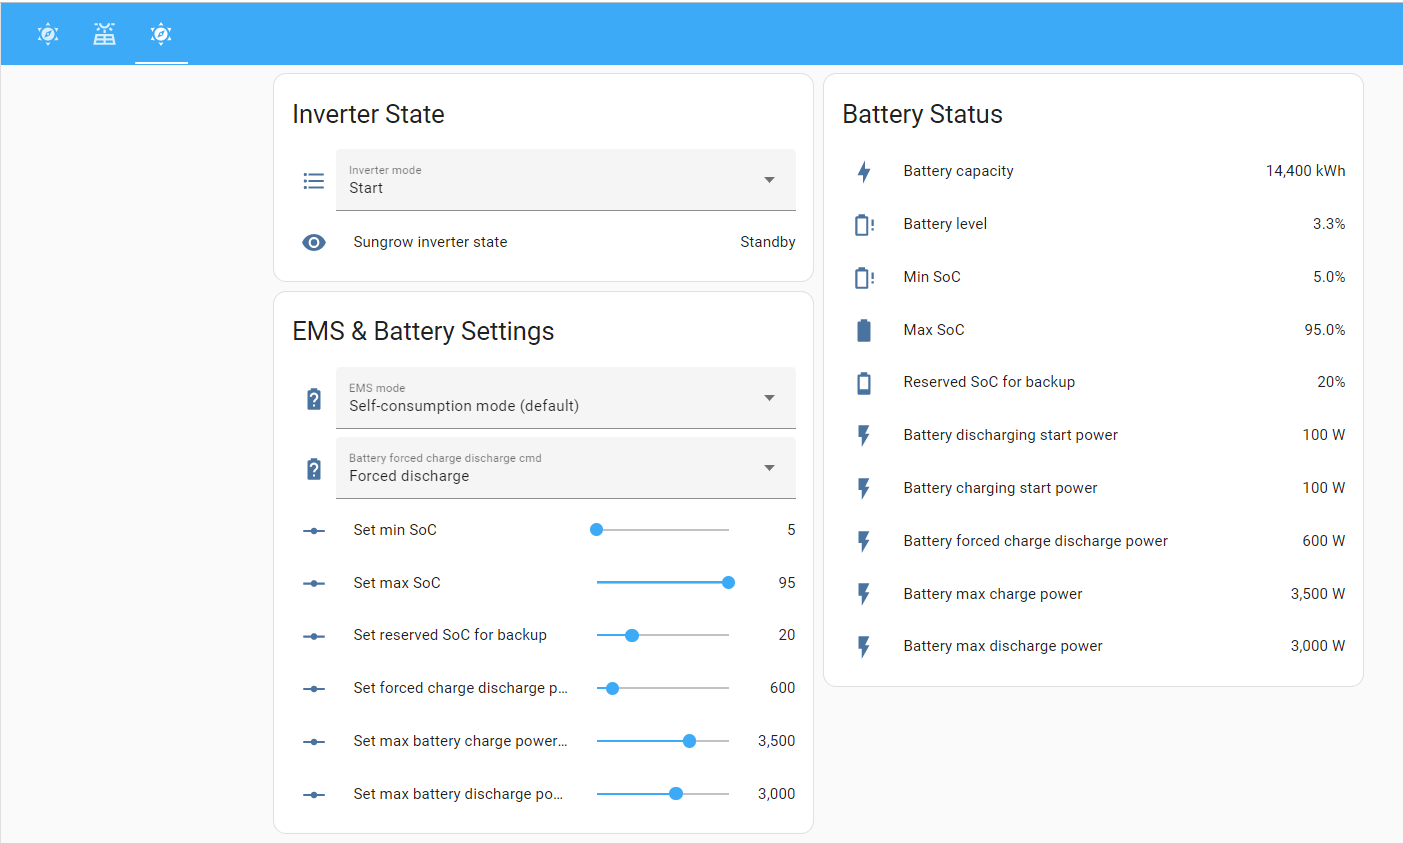 Inverter State
Inverter mode
Start
Sungrow inverter state Standby
EMS & Battery Settings
EMS mode
Self-consumption mode (default)
Battery forced charge discharge cmd
Forced discharge
Set min SoC 5
Set max SoC 95
Set reserved SoC for backup 20
Set forced charge discharge p... 600
Set max battery charge power... 3,500
Set max battery discharge po... 3,000
Battery Status
Battery capacity 14,400 kWh
Battery level 3.3%
Min SoC 5.0%
Max SoC 95.0%
Reserved SoC for backup 20%
Battery discharging start power 100 W
Battery charging start power 100 W
Battery forced charge discharge power 600 W
Battery max charge power 3,500 W
Battery max discharge power 3,000 W